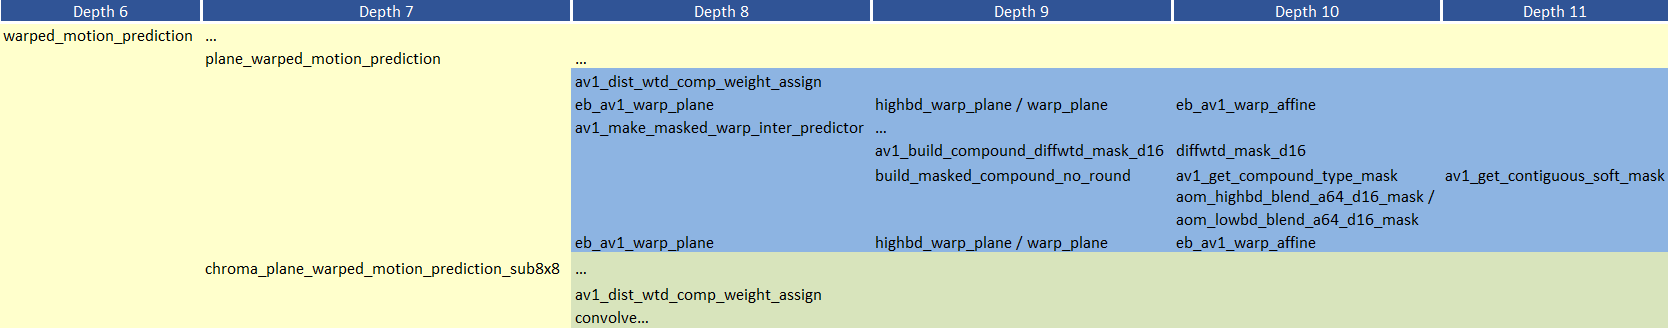 Depth 6 Depth 7 Depth 8 Depth 9 Depth 10 Depth 11
warped_motion_prediction ...
plane_warped_motion_prediction ...
av1_dist_wtd_comp_weight_assign
eb_av1_warp_plane highbd_warp_plane / warp_plane eb_av1_warp_affine
av1_make_masked_warp_inter_predictor ...
av1_build_compound_diffwtd_mask_d16 diffwtd_mask_d16
build_masked_compound_no_round av1_get_compound_type_mask av1_get_contiguous_soft_mask
aom_highbd_blend_a64_d16_mask /
aom_lowbd_blend_a64_d16_mask
eb_av1_warp_plane highbd_warp_plane / warp_plane eb_av1_warp_affine
chroma_plane_warped_motion_prediction_sub8x8 ...
av1_dist_wtd_comp_weight_assign
convolve...